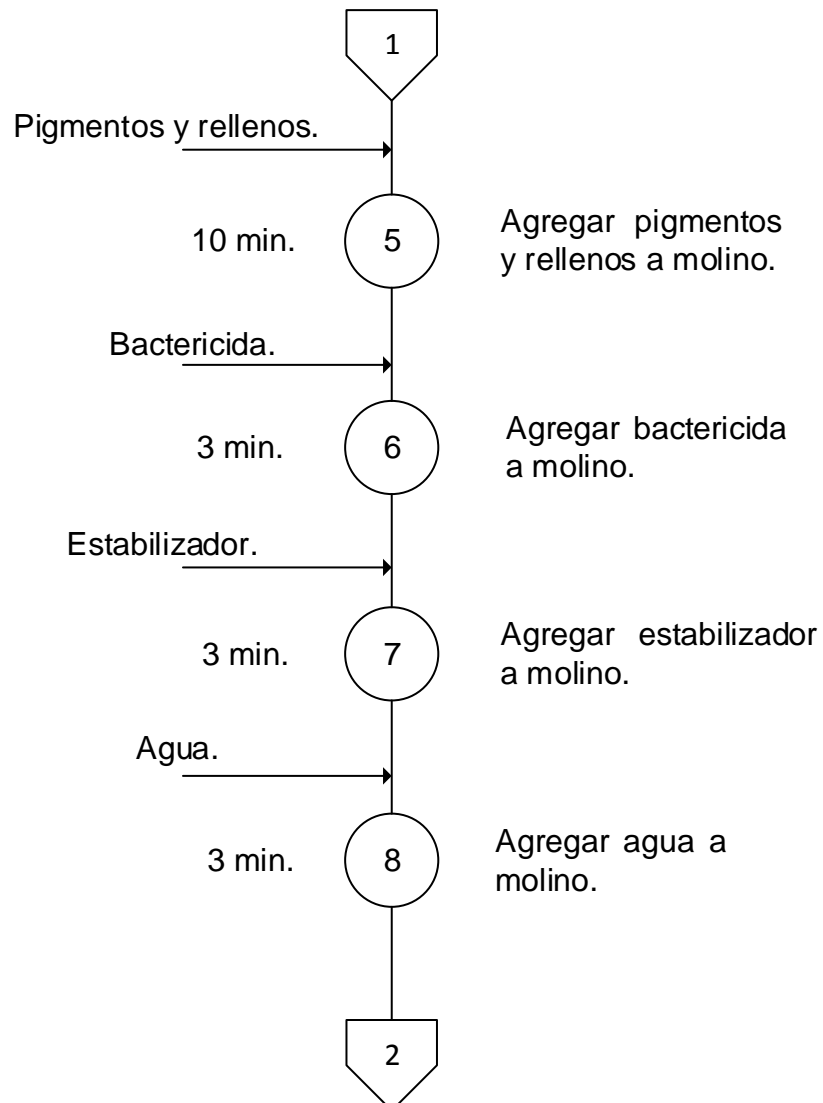 1
Pigmentos y rellenos.
10 min.
5
Agregar pigmentos
y rellenos a molino.
Bactericida.
3 min.
6
Agregar bactericida
a molino.
Estabilizador.
3 min.
7
Agregar estabilizador
a molino.
Agua.
3 min.
8
Agregar agua a
molino.
2